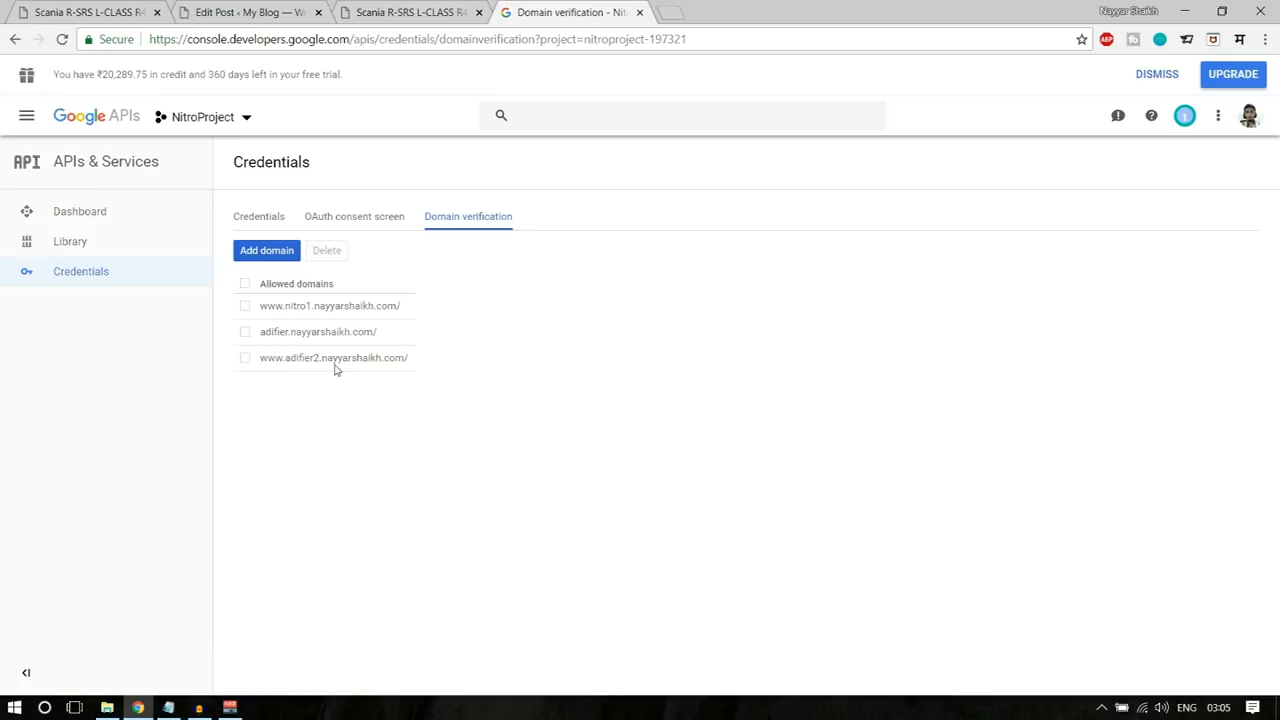 Scania R-SRS L-CLASS R4
Edit Post ‹ My Blog — W
Scania R-SRS L-CLASS R4
Domain verification - Nit
Nayyar Shaikh
Secure
https://console.developers.google.com/apis/credentials/domainverification?project=nitroproject-197321
ABP
You have ₹20,289.75 in credit and 360 days left in your free trial.
DISMISS
UPGRADE
Google APIs
NitroProject
1
API
APIs & Services
Credentials
Dashboard
Library
Credentials
Credentials
OAuth consent screen
Domain verification
Add domain
Delete
Allowed domains
www.nitro1.nayyarshaikh.com/
adifier.nayyarshaikh.com/
www.adifier2.nayyarshaikh.com/
ENG
03:05